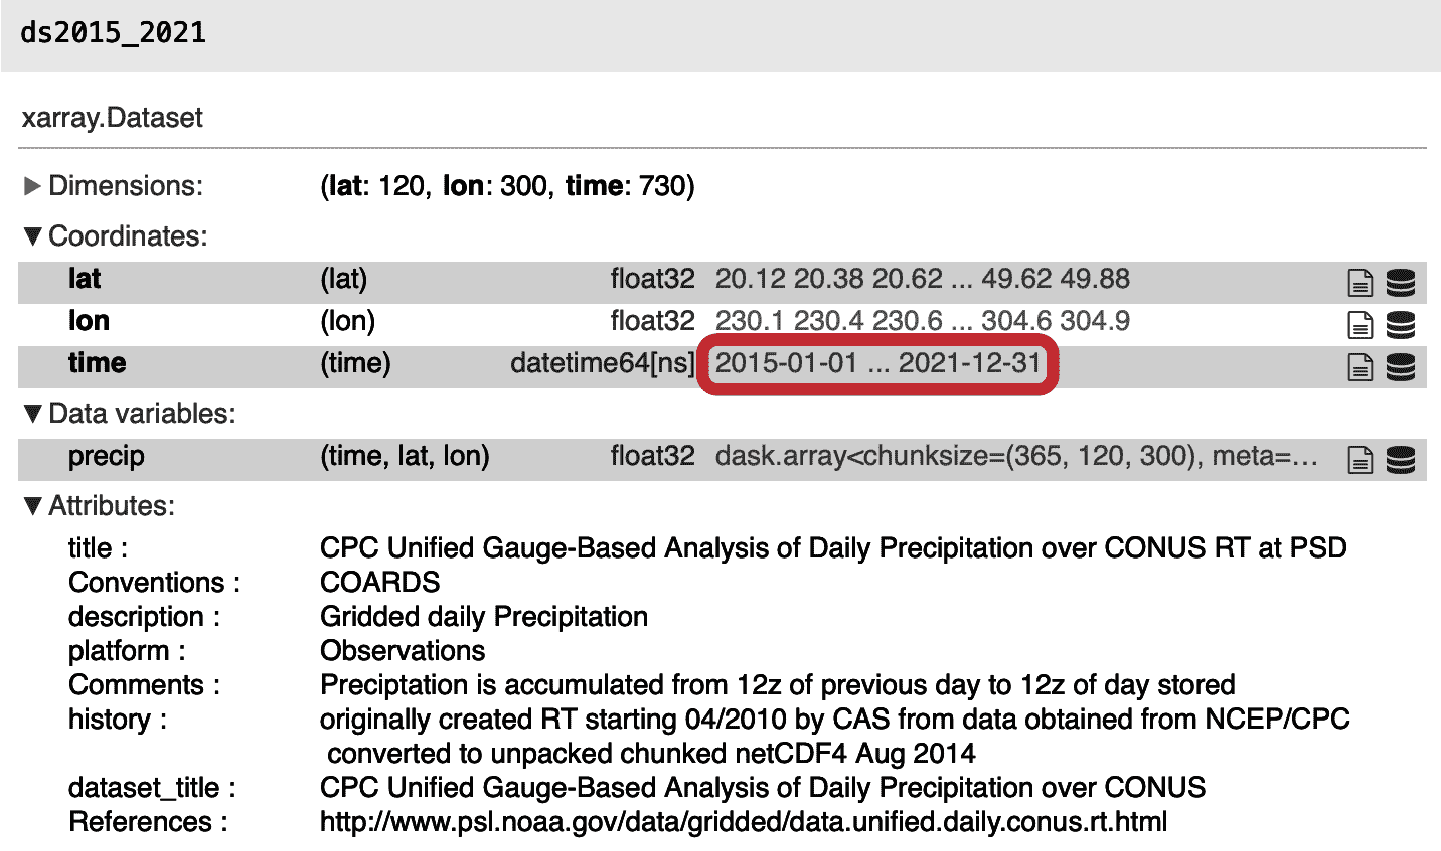 ds2015_2021
xarray.Dataset
▶ Dimensions: (lat: 120, lon: 300, time: 730)
▼ Coordinates:
lat (lat) float32 20.12 20.38 20.62 ... 49.62 49.88
lon (lon) float32 230.1 230.4 230.6 ... 304.6 304.9
time (time) datetime64[ns] 2015-01-01 ... 2021-12-31
▼ Data variables:
precip (time, lat, lon) float32 dask.array<chunksize=(365, 120, 300), meta=...
▼ Attributes:
title : CPC Unified Gauge-Based Analysis of Daily Precipitation over CONUS RT at PSD
Conventions : COARDS
description : Gridded daily Precipitation
platform : Observations
Comments : Preciptation is accumulated from 12z of previous day to 12z of day stored
history : originally created RT starting 04/2010 by CAS from data obtained from NCEP/CPC
converted to unpacked chunked netCDF4 Aug 2014
dataset_title : CPC Unified Gauge-Based Analysis of Daily Precipitation over CONUS
References : http://www.psl.noaa.gov/data/gridded/data.unified.daily.conus.rt.html